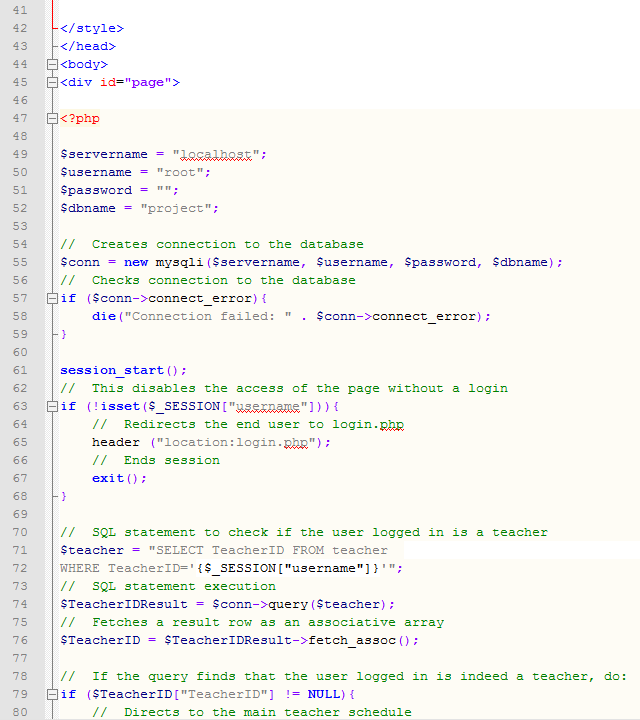 41
42 </style>
43 </head>
44 <body>
45 <div id="page">
46
47 <?php
48
49 $servername = "localhost";
50 $username = "root";
51 $password = "";
52 $dbname = "project";
53
54 //  Creates connection to the database
55 $conn = new mysqli($servername, $username, $password, $dbname);
56 //  Checks connection to the database
57 if ($conn->connect_error){
58     die("Connection failed: " . $conn->connect_error);
59 }
60
61 session_start();
62 //  This disables the access of the page without a login
63 if (!isset($_SESSION["username"])){
64     //  Redirects the end user to login.php
65     header ("location:login.php");
66     //  Ends session
67     exit();
68 }
69
70 //  SQL statement to check if the user logged in is a teacher
71 $teacher = "SELECT TeacherID FROM teacher
72 WHERE TeacherID='{$_SESSION["username"]}'";
73 //  SQL statement execution
74 $TeacherIDResult = $conn->query($teacher);
75 //  Fetches a result row as an associative array
76 $TeacherID = $TeacherIDResult->fetch_assoc();
77
78 //  If the query finds that the user logged in is indeed a teacher, do:
79 if ($TeacherID["TeacherID"] != NULL){
80     //  Directs to the main teacher schedule